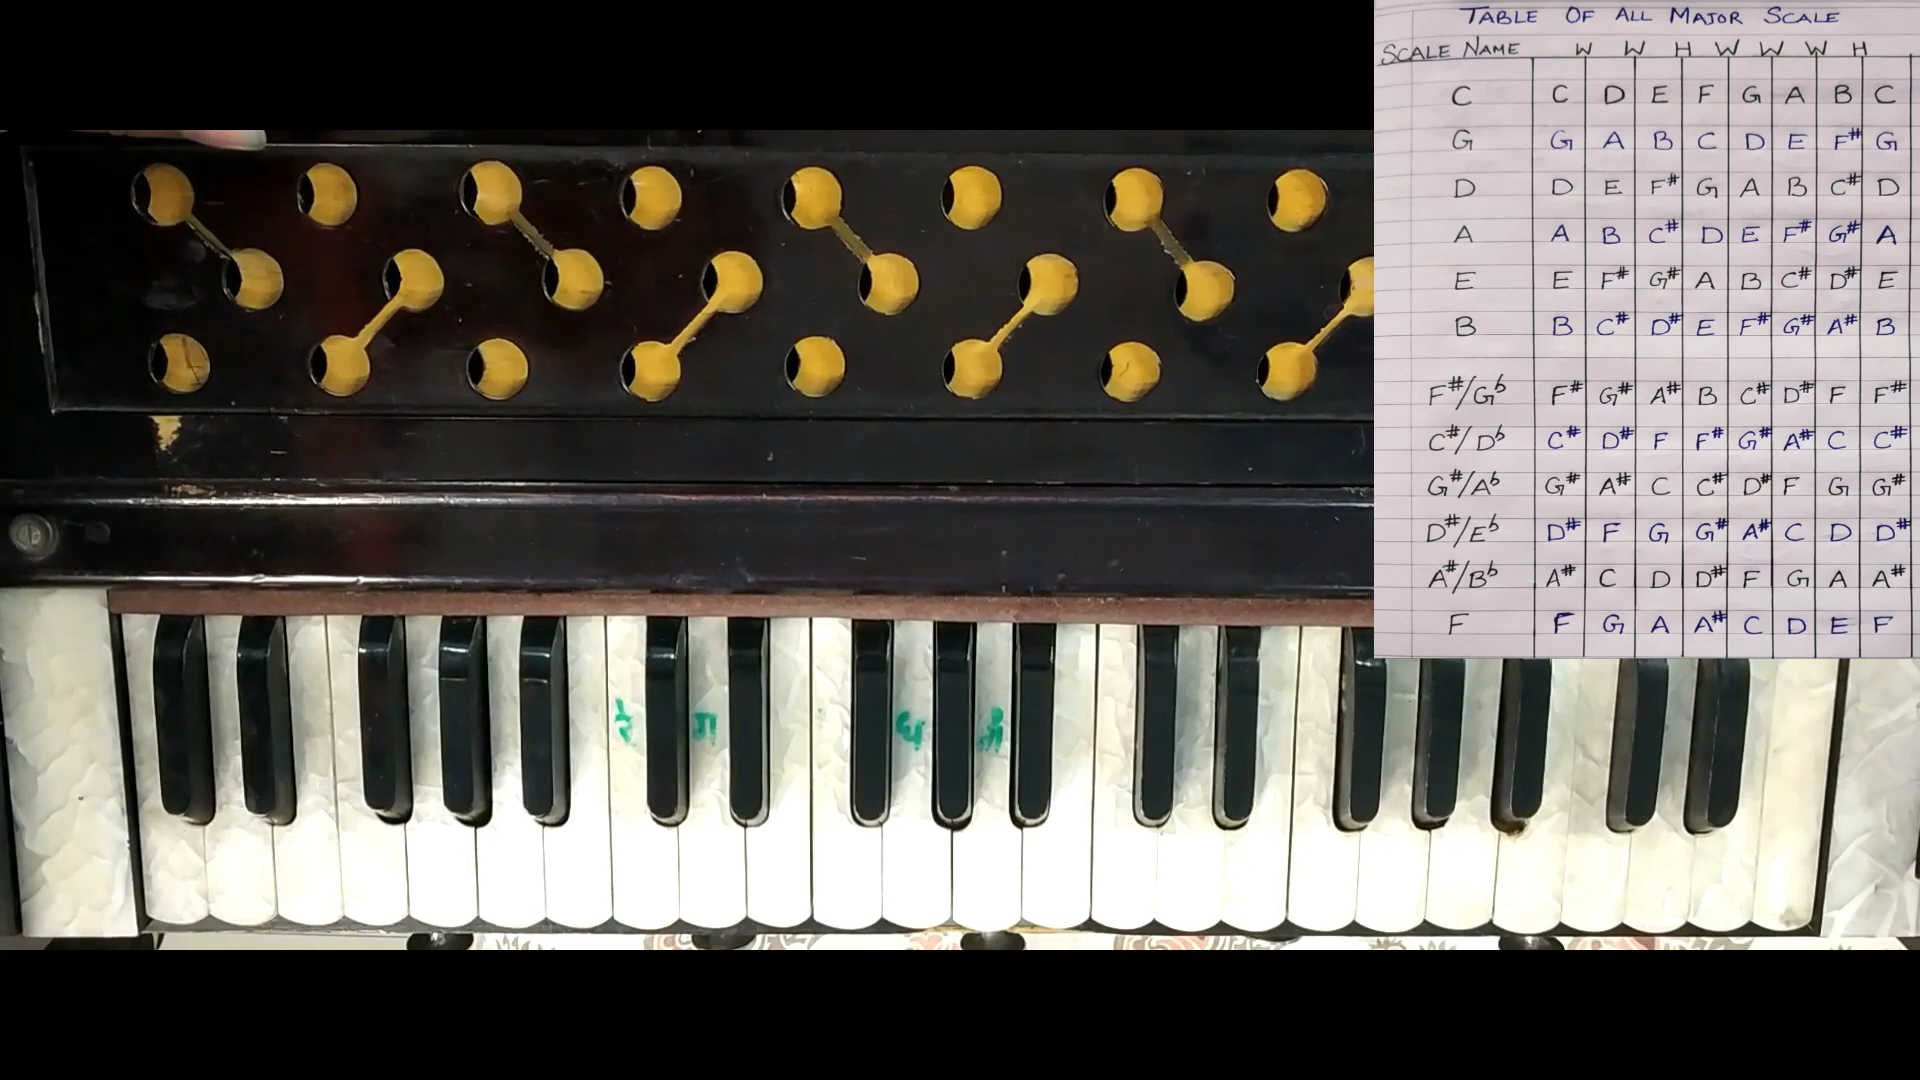 TABLE OF ALL MAJOR SCALE
SCALE NAME W W H W W W H
C C D E F G A B C
G G A B C D E F# G
D D E F# G A B C# D
A A B C# D E F# G# A
E E F# G# A B C# D# E
B B C# D# E F# G# A# B
F#/Gb F# G# A# B C# D# F F#
C#/Db C# D# F F# G# A# C C#
G#/Ab G# A# C C# D# F G G#
D#/Eb D# F G G# A# C D D#
A#/Bb A# C D D# F G A A#
F F G A A# C D E F